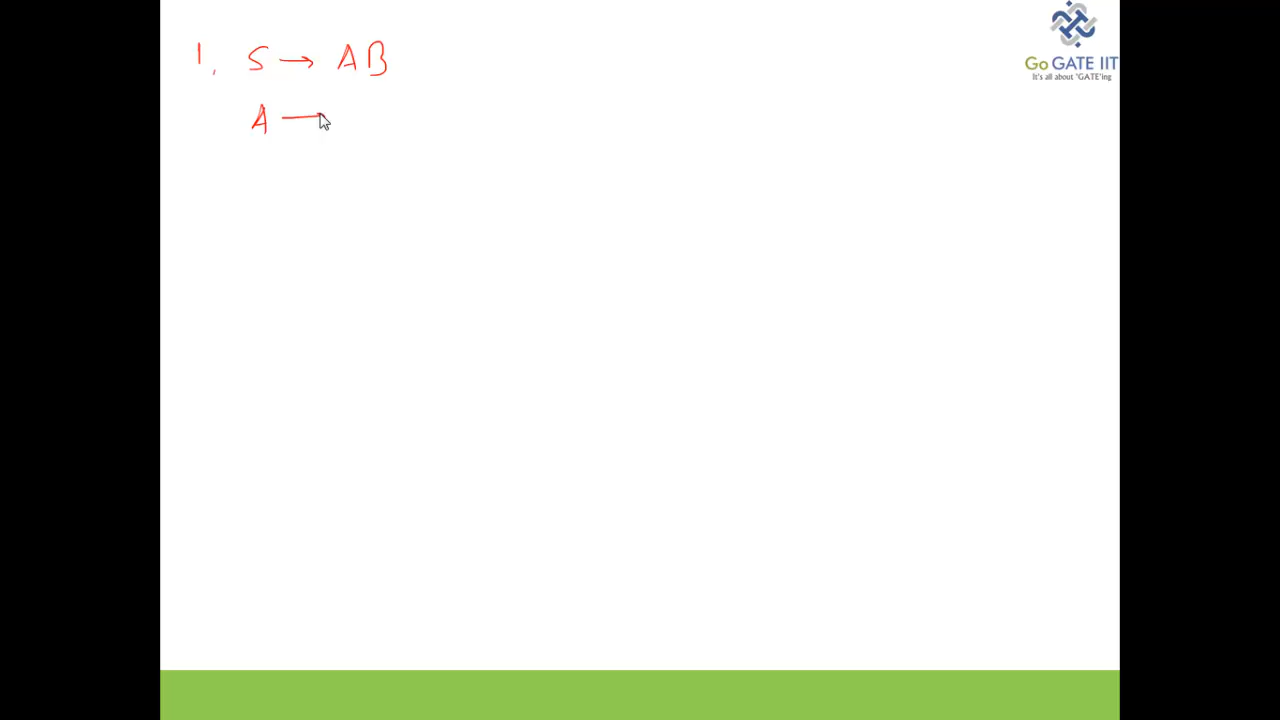 1. S → AB
A →
Go GATE IIT
It's all about "GATE"ing